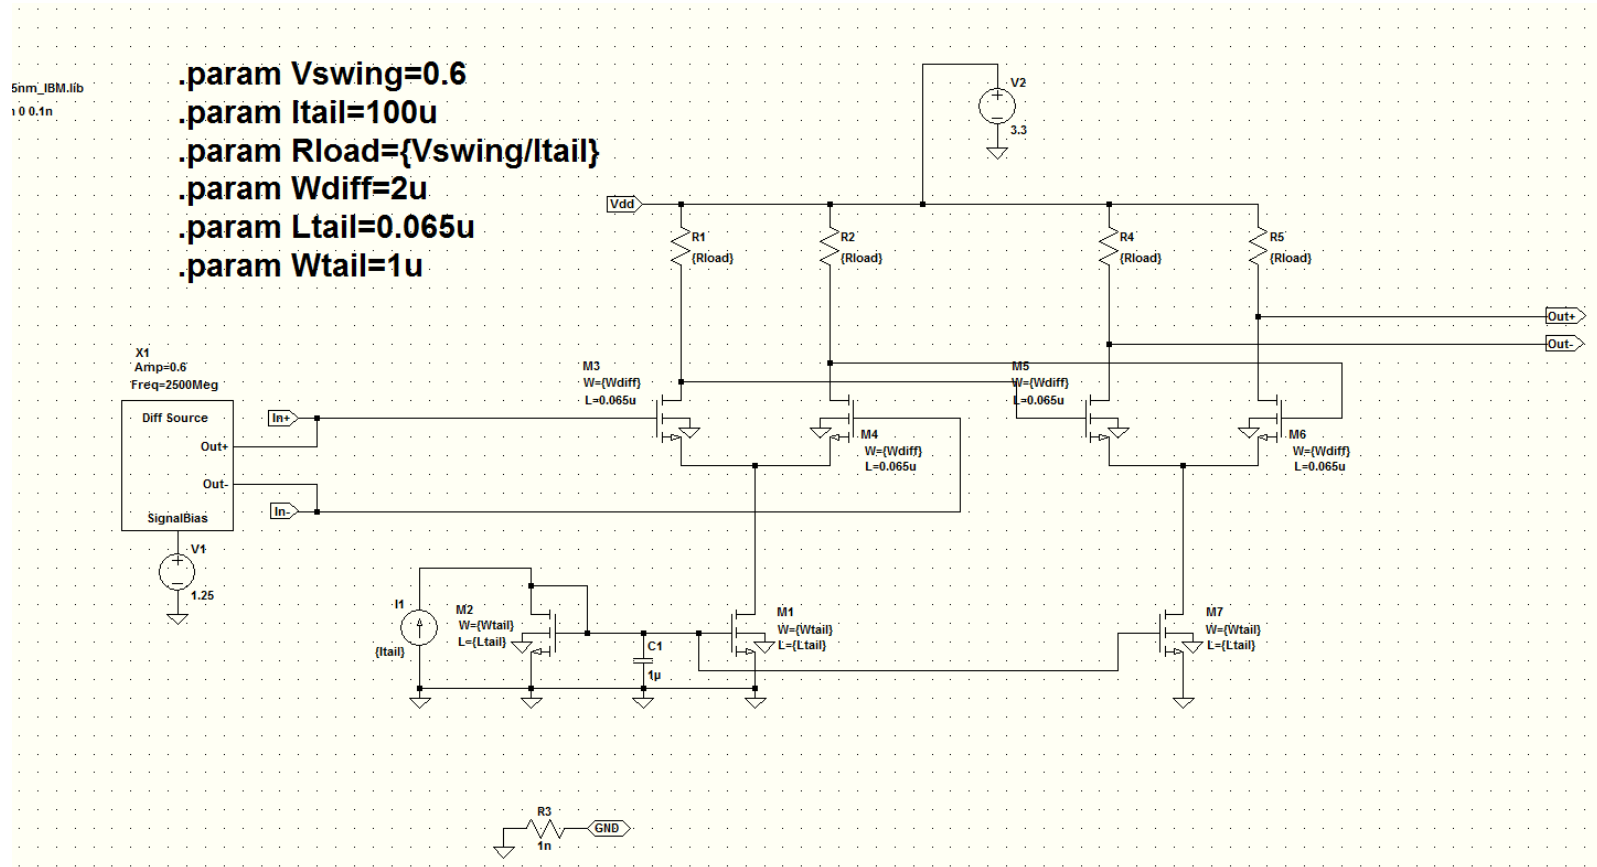 .param Vswing=0.6
5nm_IBM.lib
.param Itail=100u
0 0.1n
.param Rload={Vswing/Itail}
.param Wdiff=2u
.param Ltail=0.065u
.param Wtail=1u
V2
3.3
Vdd
R1
{Rload}
R2
{Rload}
R4
{Rload}
R5
{Rload}
Out+
Out-
X1
Amp=0.6
Freq=2500Meg
Diff Source
Out+
Out-
SignalBias
In+
In-
V1
1.25
M3
W={Wdiff}
L=0.065u
M4
W={Wdiff}
L=0.065u
M5
W={Wdiff}
L=0.065u
M6
W={Wdiff}
L=0.065u
I1
{Itail}
M2
W={Wtail}
L={Ltail}
C1
1µ
M1
W={Wtail}
L={Ltail}
M7
W={Wtail}
L={Ltail}
R3
1n
GND